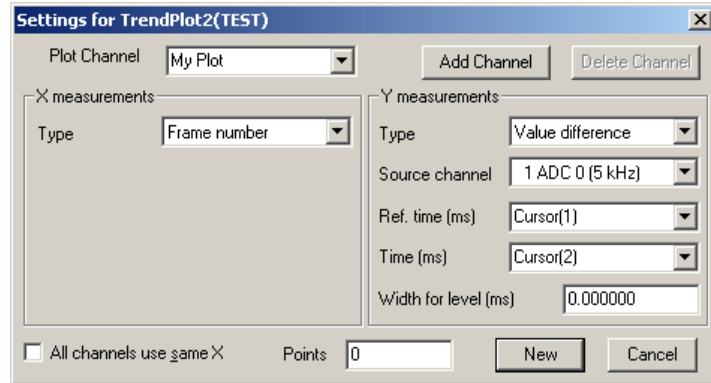 Settings for TrendPlot2(TEST)
Plot Channel My Plot Add Channel Delete Channel
X measurements
Type Frame number
Y measurements
Type Value difference
Source channel 1 ADC 0 (5 kHz)
Ref. time (ms) Cursor(1)
Time (ms) Cursor(2)
Width for level (ms) 0.000000
All channels use same X Points 0 New Cancel